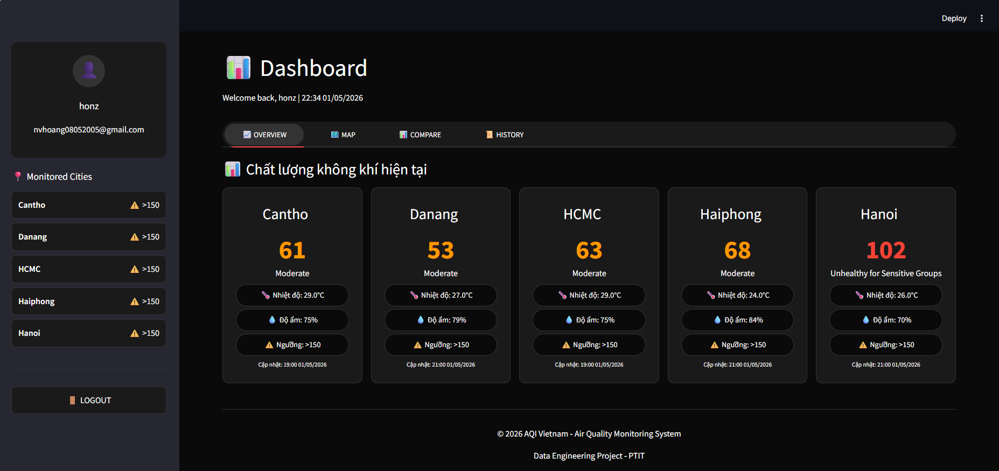 Deploy
honz
nvhoang08052005@gmail.com
Monitored Cities
Cantho >150
Danang >150
HCMC >150
Haiphong >150
Hanoi >150
LOGOUT
Dashboard
Welcome back, honz | 22:34 01/05/2026
OVERVIEW MAP COMPARE HISTORY
Chất lượng không khí hiện tại
Cantho
61
Moderate
Nhiệt độ: 29.0°C
Độ ẩm: 75%
Ngưỡng: >150
Cập nhật: 19:00 01/05/2026
Danang
53
Moderate
Nhiệt độ: 27.0°C
Độ ẩm: 79%
Ngưỡng: >150
Cập nhật: 21:00 01/05/2026
HCMC
63
Moderate
Nhiệt độ: 29.0°C
Độ ẩm: 75%
Ngưỡng: >150
Cập nhật: 19:00 01/05/2026
Haiphong
68
Moderate
Nhiệt độ: 24.0°C
Độ ẩm: 84%
Ngưỡng: >150
Cập nhật: 21:00 01/05/2026
Hanoi
102
Unhealthy for Sensitive Groups
Nhiệt độ: 26.0°C
Độ ẩm: 70%
Ngưỡng: >150
Cập nhật: 21:00 01/05/2026
© 2026 AQI Vietnam - Air Quality Monitoring System
Data Engineering Project - PTIT